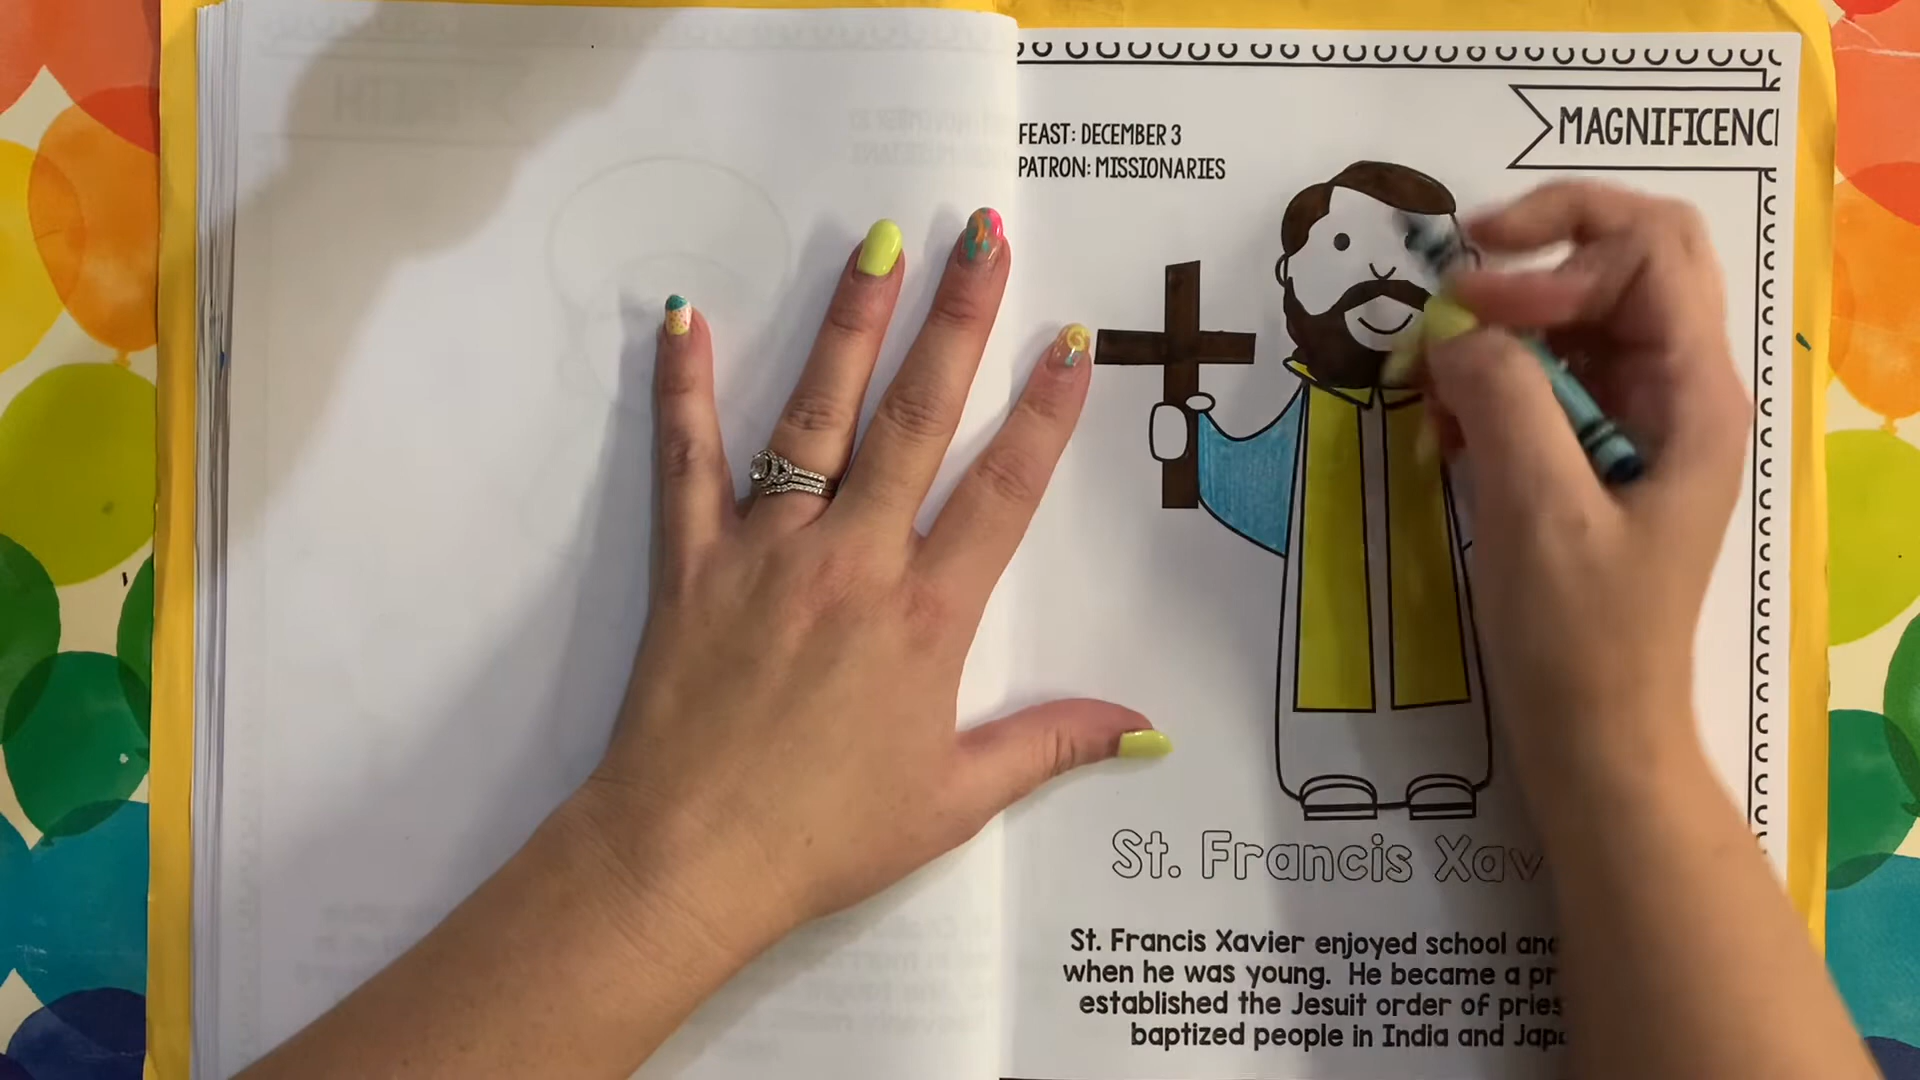 MAGNIFICENC
FEAST: DECEMBER 3
PATRON: MISSIONARIES
St. Francis Xav
St. Francis Xavier enjoyed school and
when he was young. He became a pr
established the Jesuit order of pries
baptized people in India and Japa